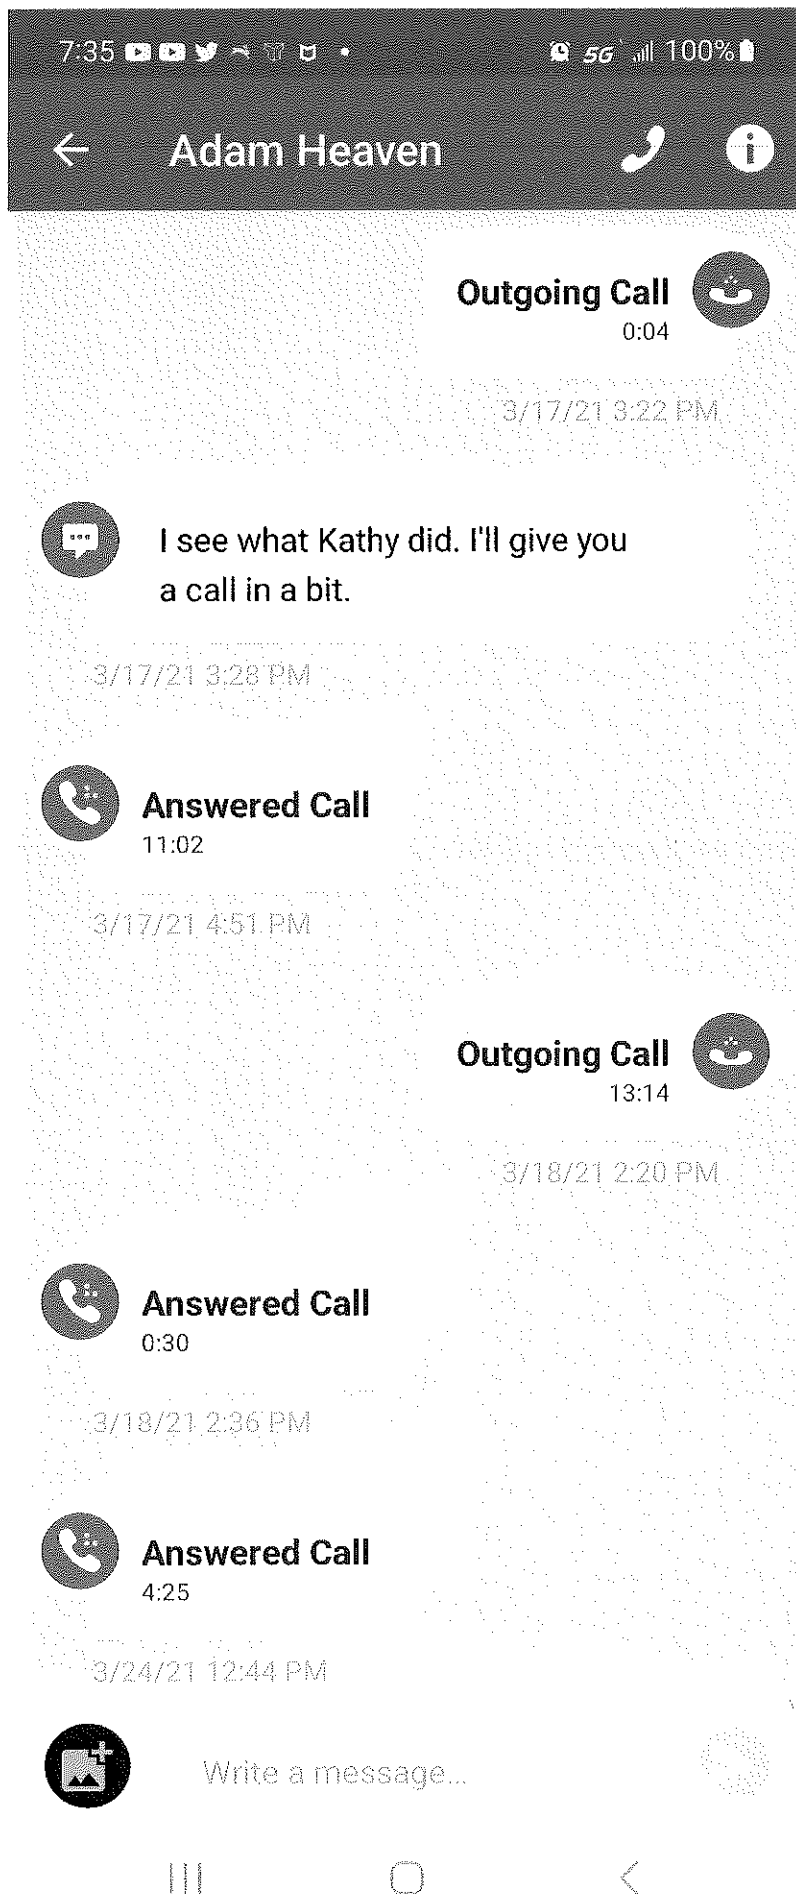 7:35 5G 100%
Adam Heaven
Outgoing Call
0:04
3/17/21 3:22 PM
I see what Kathy did. I'll give you
a call in a bit.
3/17/21 3:28 PM
Answered Call
11:02
3/17/21 4:51 PM
Outgoing Call
13:14
3/18/21 2:20 PM
Answered Call
0:30
3/18/21 2:36 PM
Answered Call
4:25
3/24/21 12:44 PM
Write a message...